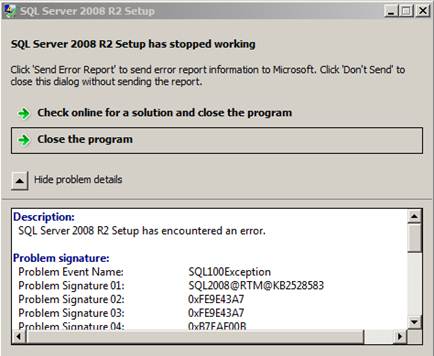 SQL Server 2008 R2 Setup
SQL Server 2008 R2 Setup has stopped working
Click 'Send Error Report' to send error report information to Microsoft. Click 'Don't Send' to
close this dialog without sending the report.
Check online for a solution and close the program
Close the program
Hide problem details
Description:
SQL Server 2008 R2 Setup has encountered an error.
Problem signature:
Problem Event Name: SQL100Exception
Problem Signature 01: SQL2008@RTM@KB2528583
Problem Signature 02: 0xFE9E43A7
Problem Signature 03: 0xFE9E43A7
Problem Signature 04: 0xB7FAF00B